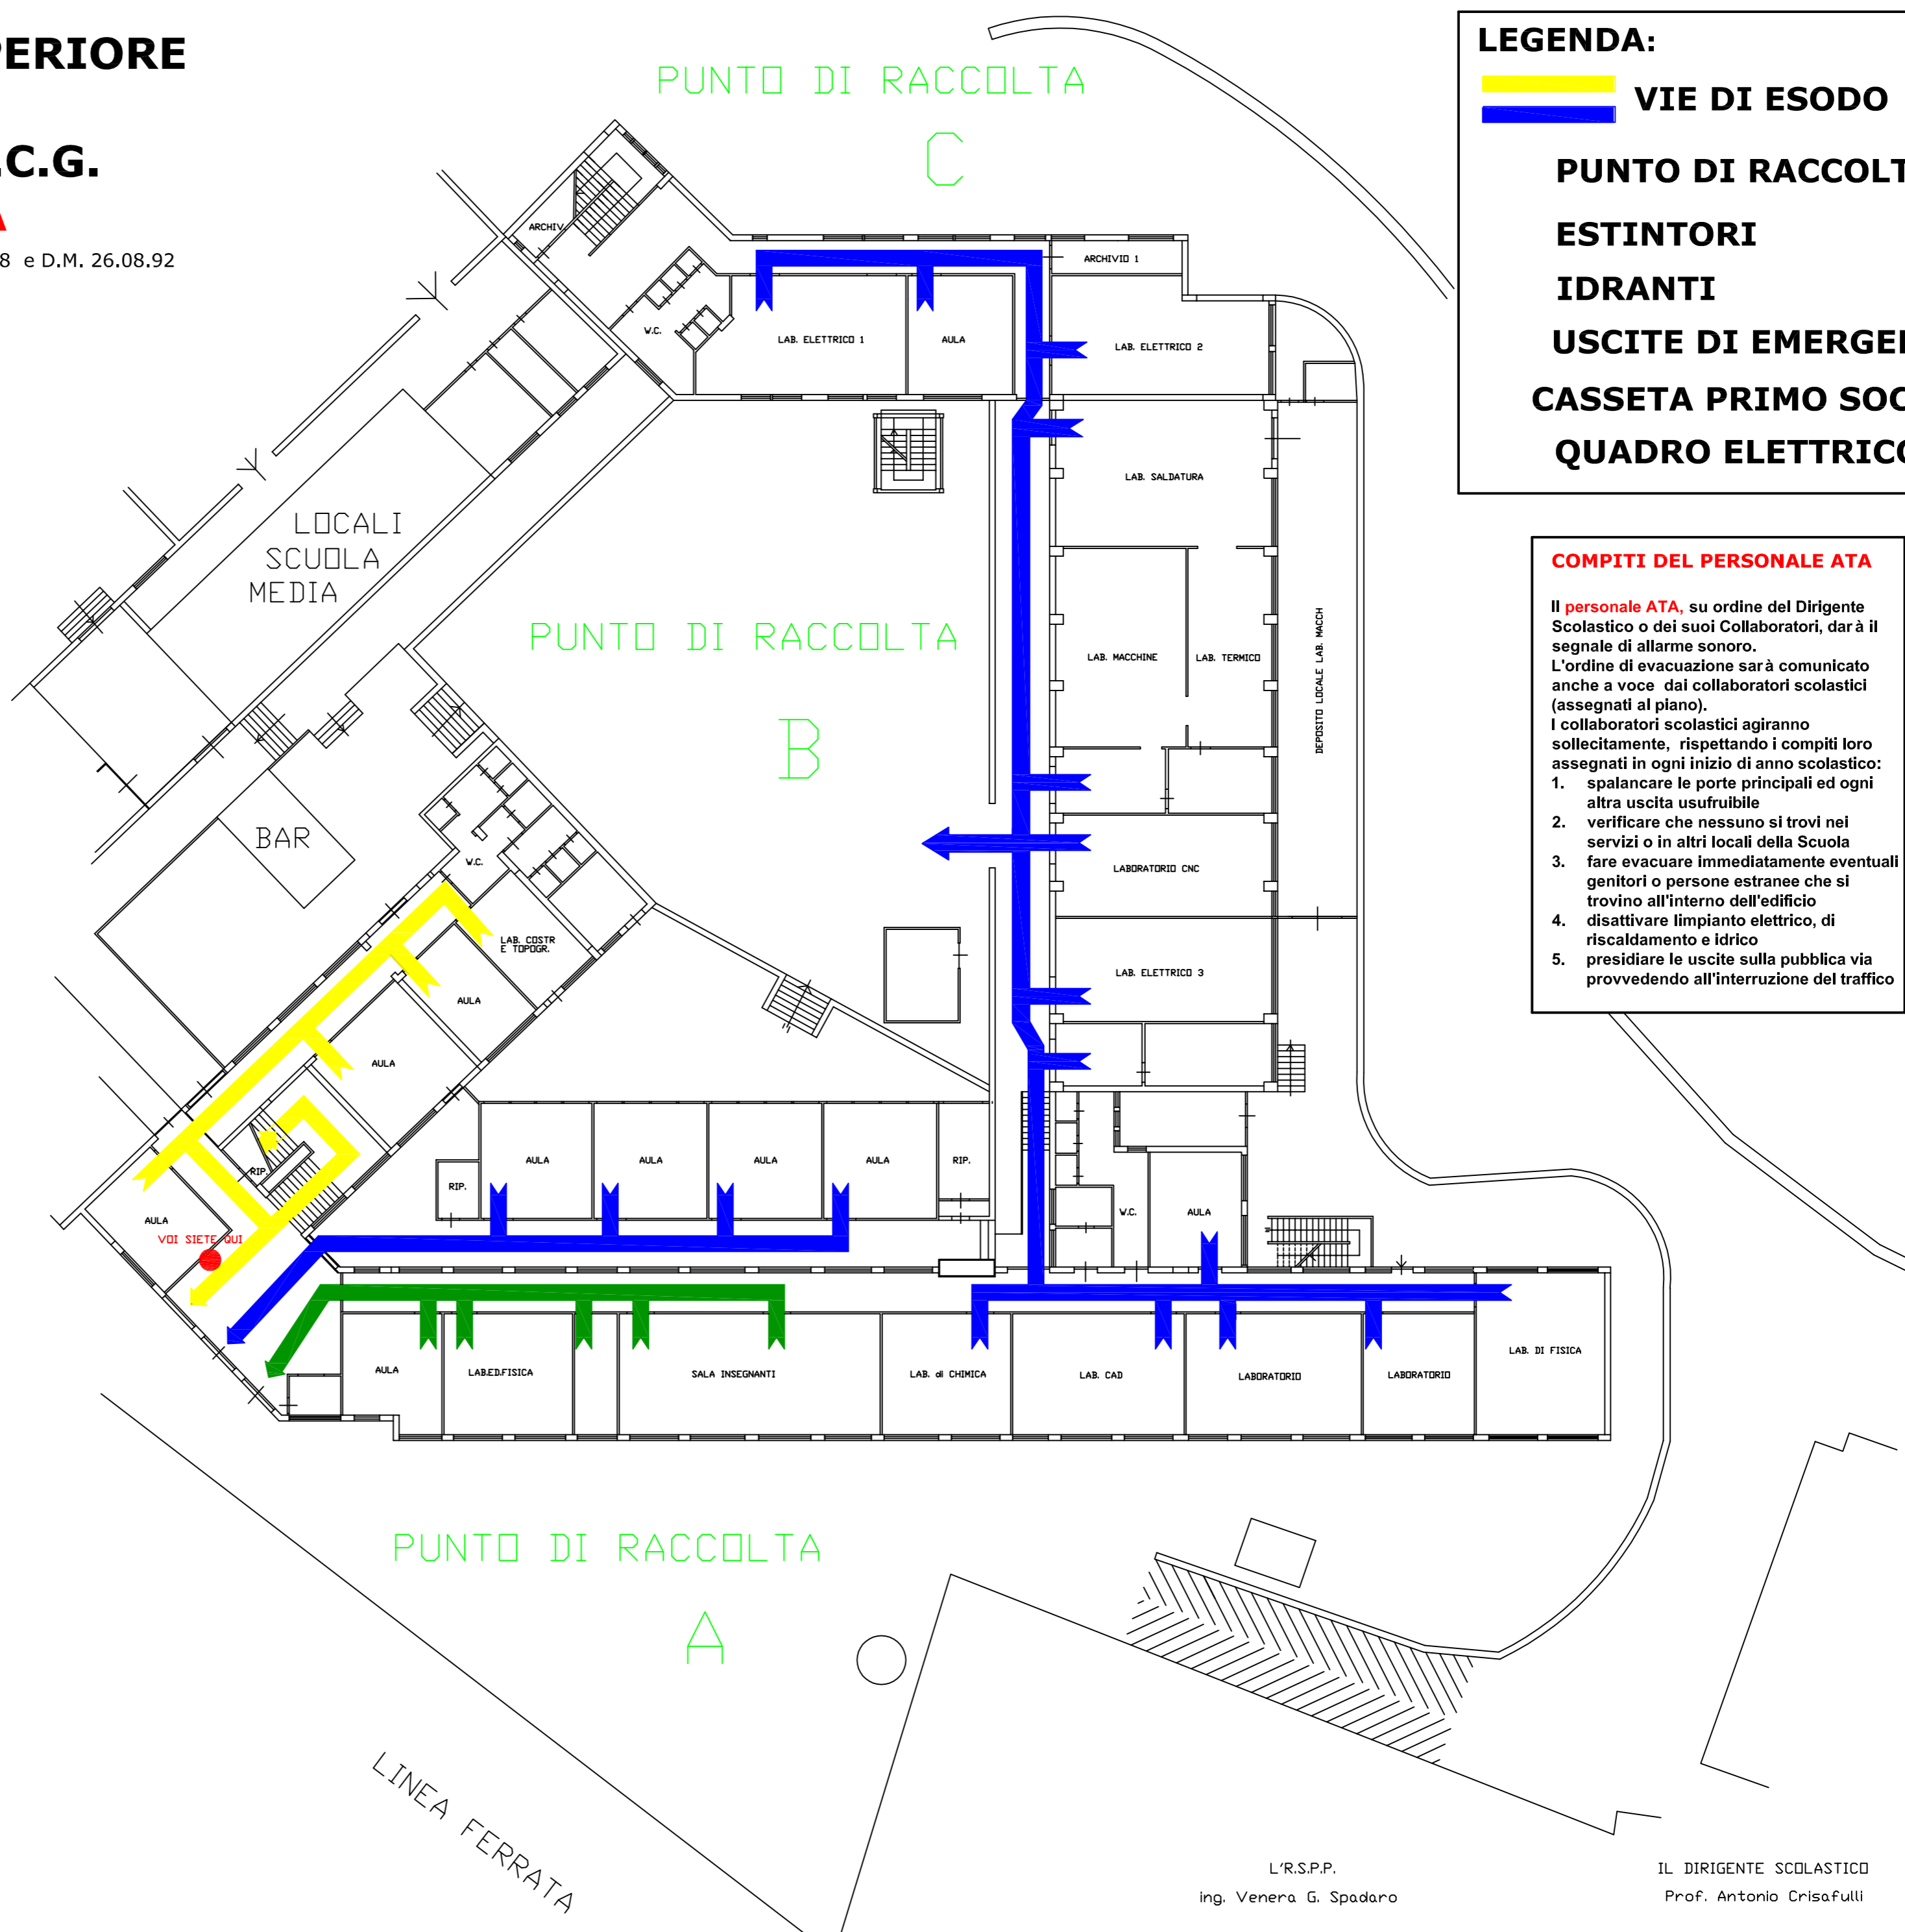 PERIORE
.C.G.
A
8 e D.M. 26.08.92
PUNTO DI RACCOLTA
C
LEGENDA:
VIE DI ESODO
PUNTO DI RACCOLT
ESTINTORI
IDRANTI
USCITE DI EMERGE
CASSETA PRIMO SOC
QUADRO ELETTRICO
COMPITI DEL PERSONALE ATA
Il personale ATA, su ordine del Dirigente
Scolastico o dei suoi Collaboratori, darà il
segnale di allarme sonoro.
L'ordine di evacuazione sarà comunicato
anche a voce dai collaboratori scolastici
(assegnati al piano).
I collaboratori scolastici agiranno
sollecitamente, rispettando i compiti loro
assegnati in ogni inizio di anno scolastico:
1. spalancare le porte principali ed ogni
altra uscita usufruibile
2. verificare che nessuno si trovi nei
servizi o in altri locali della Scuola
3. fare evacuare immediatamente eventuali
genitori o persone estranee che si
trovino all'interno dell'edificio
4. disattivare limpianto elettrico, di
riscaldamento e idrico
5. presidiare le uscite sulla pubblica via
provvedendo all'interruzione del traffico
ARCHIV.
ARCHIVIO 1
W.C.
LAB. ELETTRICO 1
AULA
LAB. ELETTRICO 2
LAB. SALDATURA
LOCALI
SCUOLA
MEDIA
PUNTO DI RACCOLTA
B
LAB. MACCHINE
LAB. TERMICO
DEPOSITO LOCALE LAB. MACCH
BAR
W.C.
LABORATORIO CNC
LAB. COSTR
E TOPOGR.
AULA
LAB. ELETTRICO 3
AULA
RIP.
AULA
VOI SIETE QUI
RIP.
AULA
AULA
AULA
AULA
RIP.
W.C.
AULA
AULA
LAB.ED.FISICA
SALA INSEGNANTI
LAB. di CHIMICA
LAB. CAD
LABORATORIO
LABORATORIO
LAB. DI FISICA
PUNTO DI RACCOLTA
A
LINEA FERRATA
L'R.S.P.P.
ing. Venera G. Spadaro
IL DIRIGENTE SCOLASTICO
Prof. Antonio Crisafulli